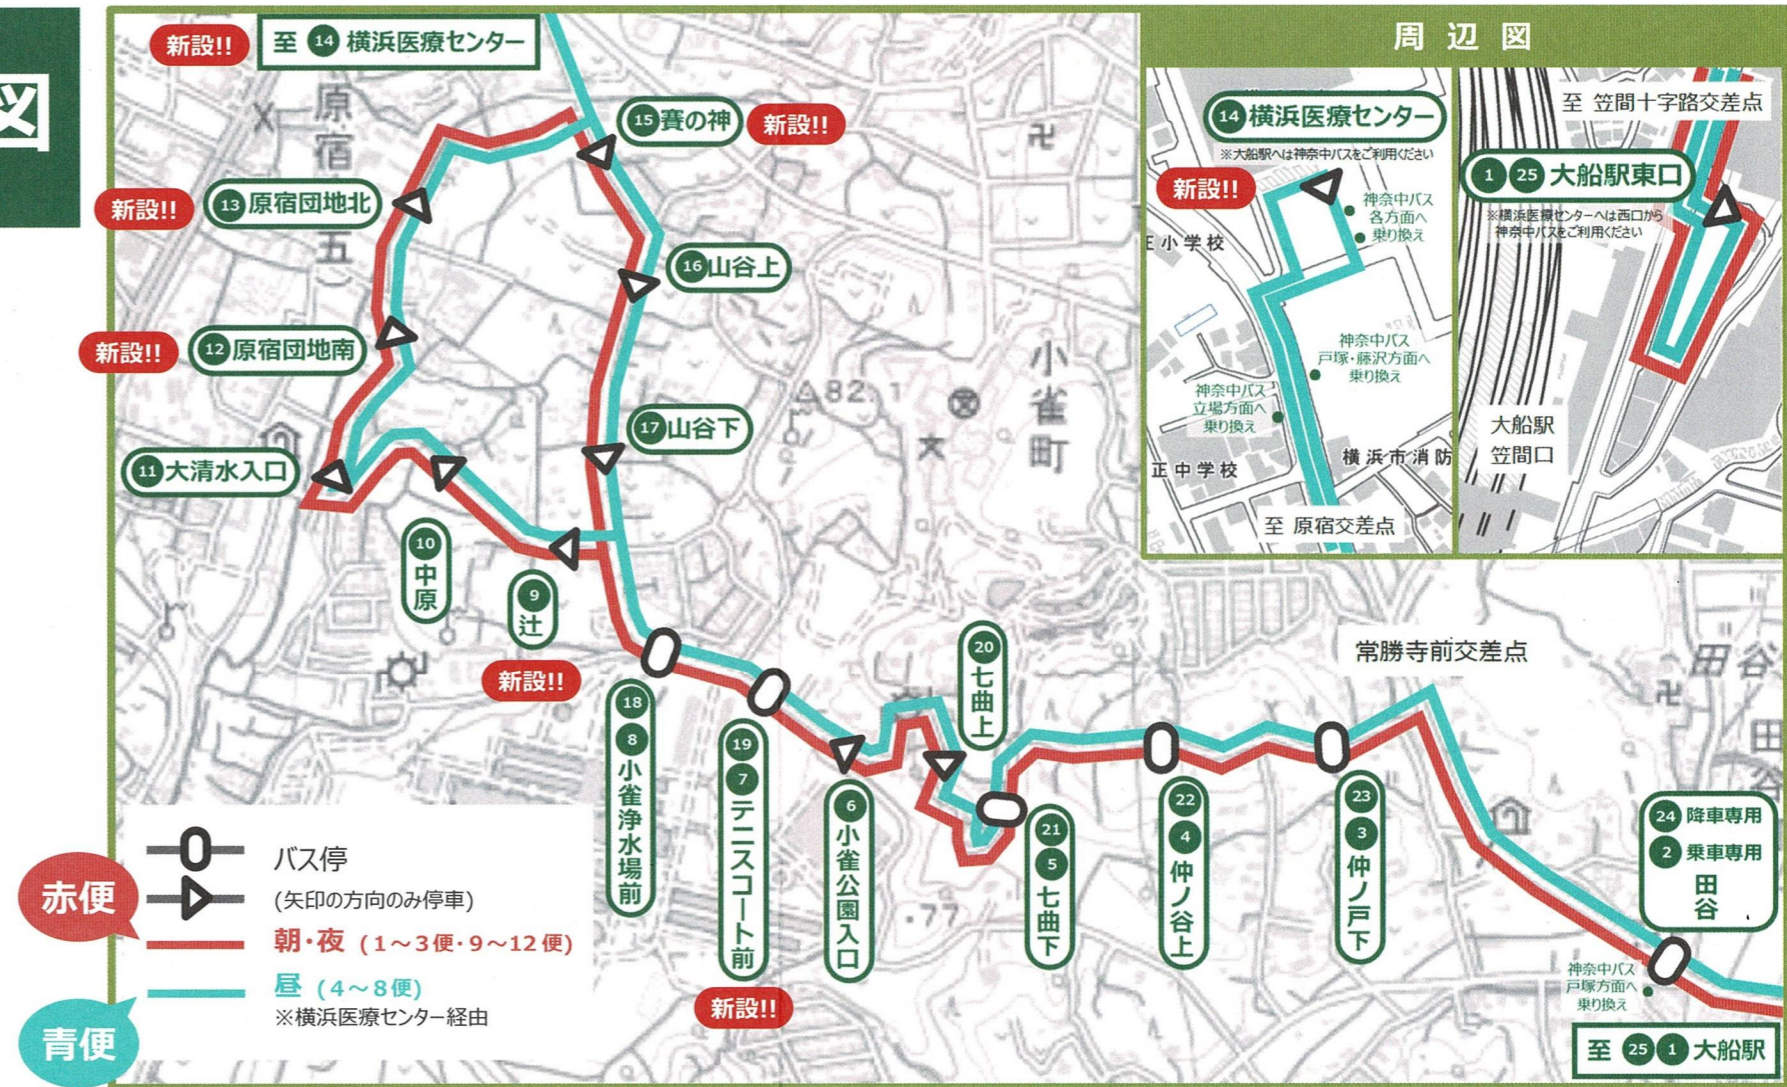 図
新設!!
至 14 横浜医療センター
原宿五
15 賽の神
新設!!
新設!!
13 原宿団地北
16 山谷上
新設!!
12 原宿団地南
17 山谷下
11 大清水入口
10 中原
9 辻
新設!!
△82.1
小雀町
18 8 小雀浄水場前
19 7 テニスコート前
新設!!
6 小雀公園入口
20 七曲上
21 5 七曲下
22 4 仲ノ谷上
23 3 仲ノ戸下
常勝寺前交差点
田谷
田谷
・77
24 降車専用
2 乗車専用
田谷
神奈中バス
戸塚方面へ
乗り換え
至 25 1 大船駅
周辺図
14 横浜医療センター
※大船駅へは神奈中バスをご利用ください
新設!!
神奈中バス
各方面へ
乗り換え
正小学校
神奈中バス
戸塚・藤沢方面へ
乗り換え
神奈中バス
立場方面へ
乗り換え
正中学校
横浜市消防
至 原宿交差点
至 笠間十字路交差点
1 25 大船駅東口
※横浜医療センターへは西口から
神奈中バスをご利用ください
大船駅
笠間口
バス停
(矢印の方向のみ停車)
赤便
朝・夜 (1～3便・9～12便)
昼 (4～8便)
※横浜医療センター経由
青便